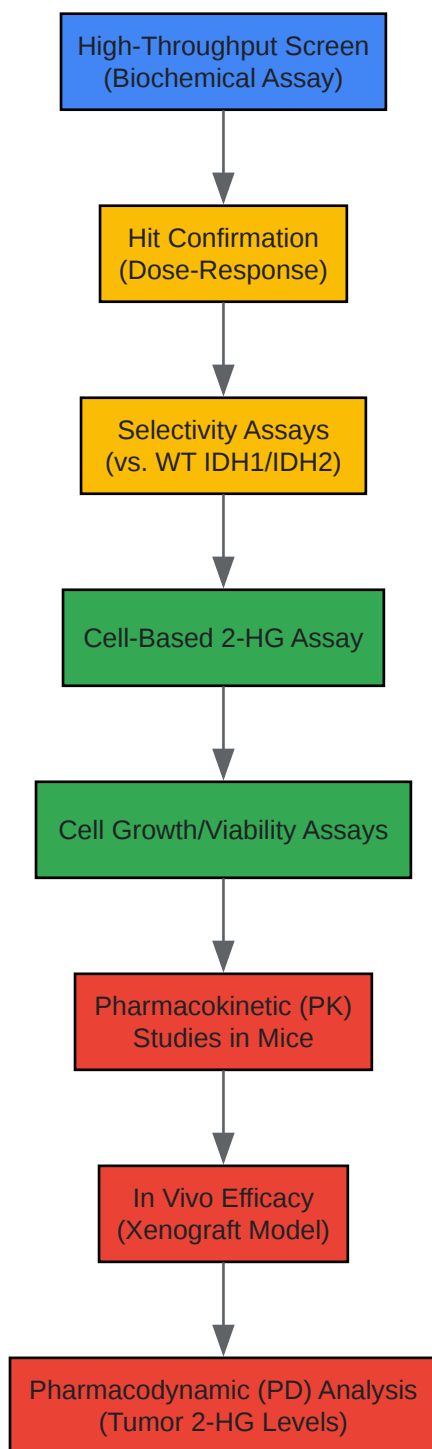 High-Throughput Screen
(Biochemical Assay)
Hit Confirmation
(Dose-Response)
Selectivity Assays
(vs. WT IDH1/IDH2)
Cell-Based 2-HG Assay
Cell Growth/Viability Assays
Pharmacokinetic (PK)
Studies in Mice
In Vivo Efficacy
(Xenograft Model)
Pharmacodynamic (PD) Analysis
(Tumor 2-HG Levels)